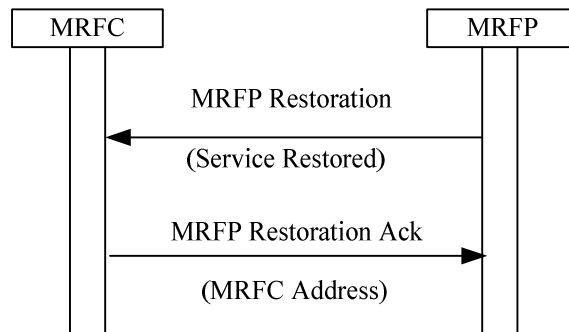 MRFC
MRFP
MRFP Restoration
(Service Restored)
MRFP Restoration Ack
(MRFC Address)